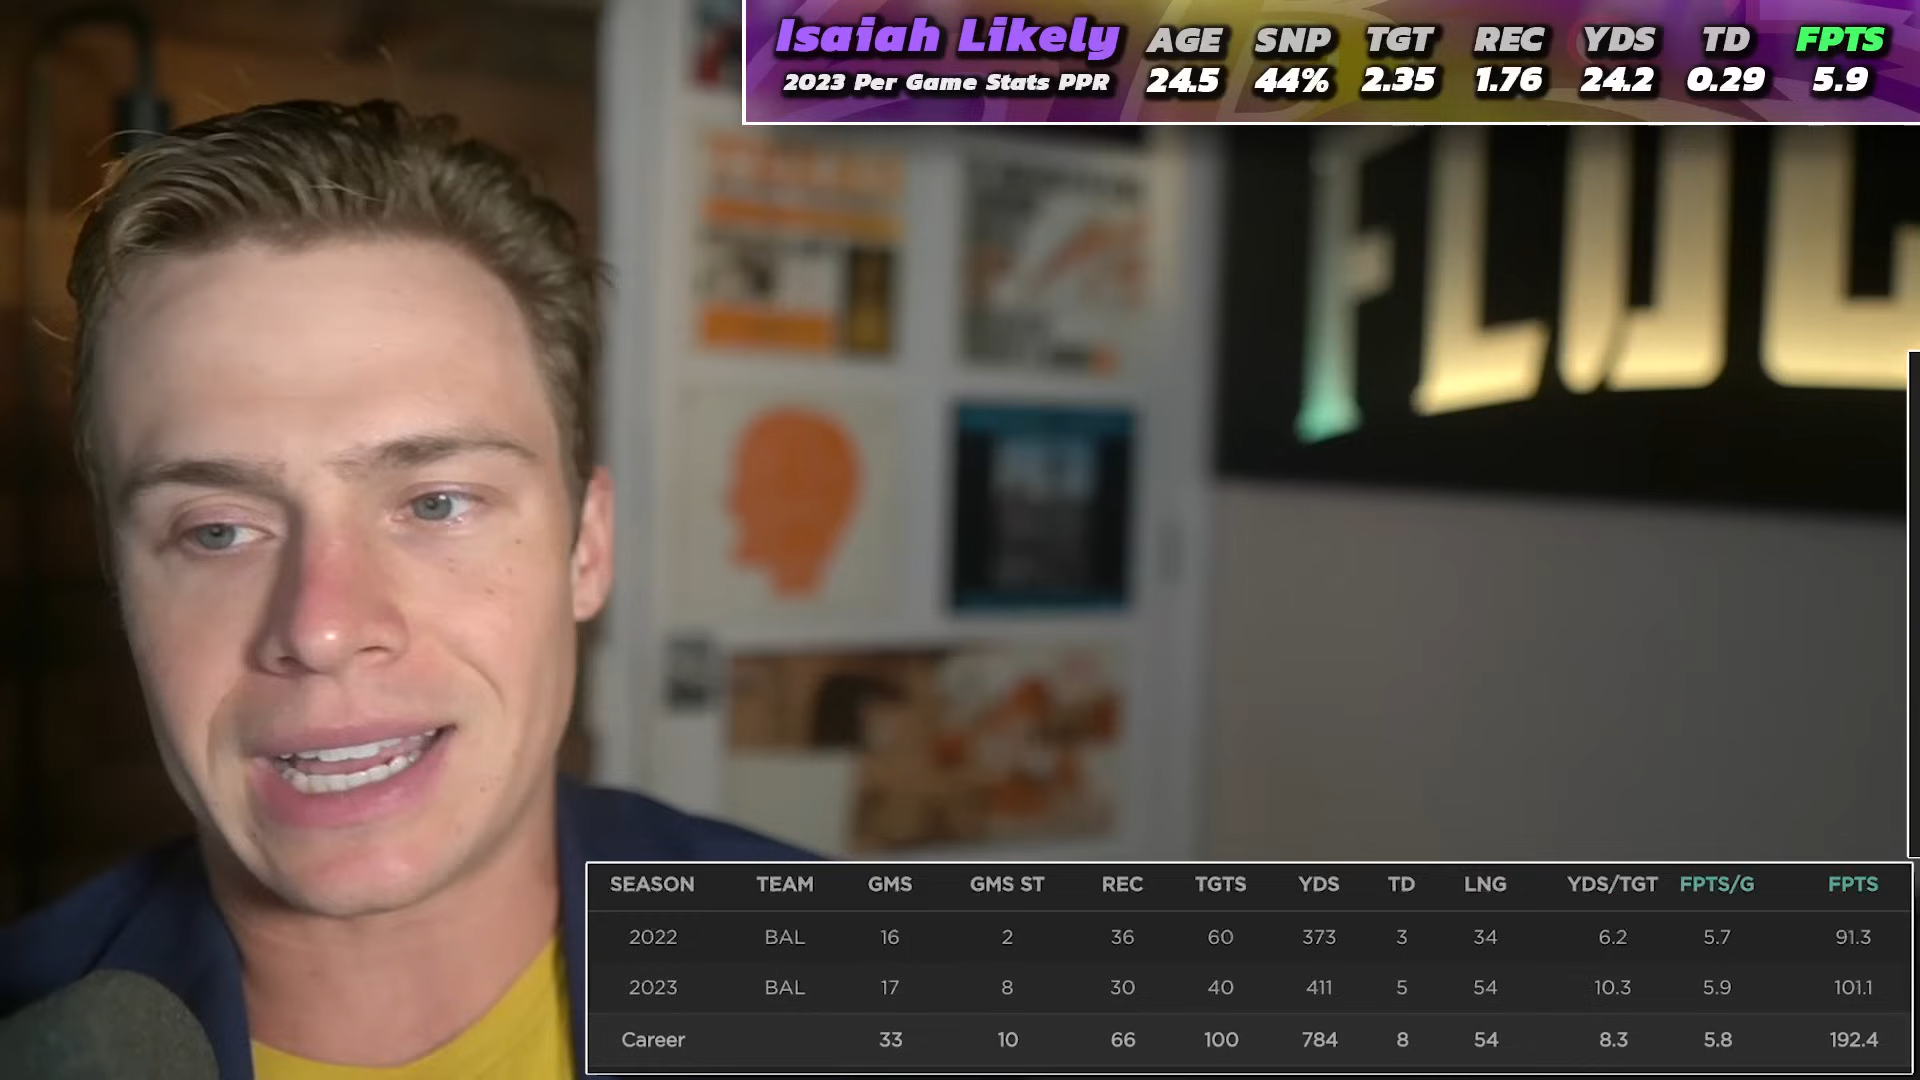 Isaiah Likely AGE SNP TGT REC YDS TD FPTS
2023 Per Game Stats PPR 24.5 44% 2.35 1.76 24.2 0.29 5.9
SEASON TEAM GMS GMS ST REC TGTS YDS TD LNG YDS/TGT FPTS/G FPTS
2022 BAL 16 2 36 60 373 3 34 6.2 5.7 91.3
2023 BAL 17 8 30 40 411 5 54 10.3 5.9 101.1
Career 33 10 66 100 784 8 54 8.3 5.8 192.4